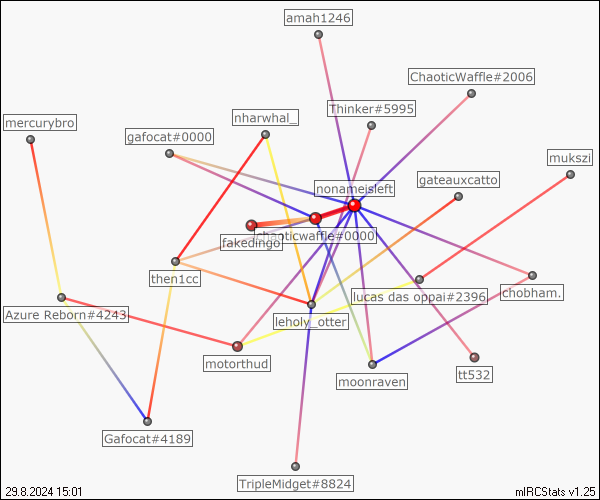 amah1246
ChaoticWaffle#2006
Thinker#5995
nharwhal_
mercurybro
gafocat#0000
mukszi
nonameisleft
gateauxcatto
chaoticwaffle#0000
fakedingo
then1cc
lucas das oppai#2396
chobham.
Azure Reborn#4243
leholy_otter
motorthud
tt532
moonraven
Gafocat#4189
TripleMidget#8824
29.8.2024 15:01
mIRCStats v1.25